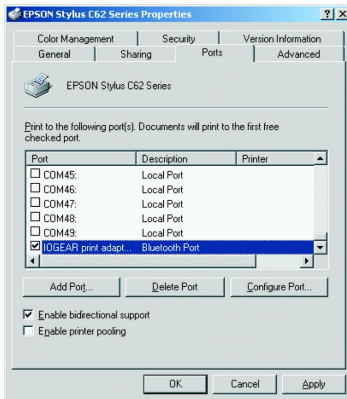 EPSON Stylus C62 Series Properties
Color Management Security Version Information
General Sharing Ports Advanced
EPSON Stylus C62 Series
Print to the following port(s). Documents will print to the first free
checked port.
Port Description Printer
COM45: Local Port
COM46: Local Port
COM47: Local Port
COM48: Local Port
COM49: Local Port
IOGEAR print adapt... Bluetooth Port
Add Port... Delete Port Configure Port...
Enable bidirectional support
Enable printer pooling
OK Cancel Apply